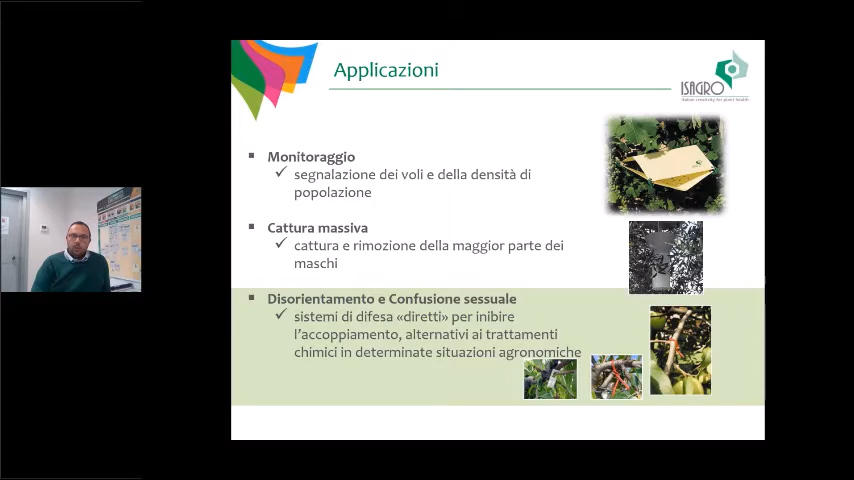 Applicazioni
ISAGRO
Italian creativity for plant health
Monitoraggio
segnalazione dei voli e della densità di
popolazione
Cattura massiva
cattura e rimozione della maggior parte dei
maschi
Disorientamento e Confusione sessuale
sistemi di difesa «diretti» per inibire
l'accoppiamento, alternativi ai trattamenti
chimici in determinate situazioni agronomiche